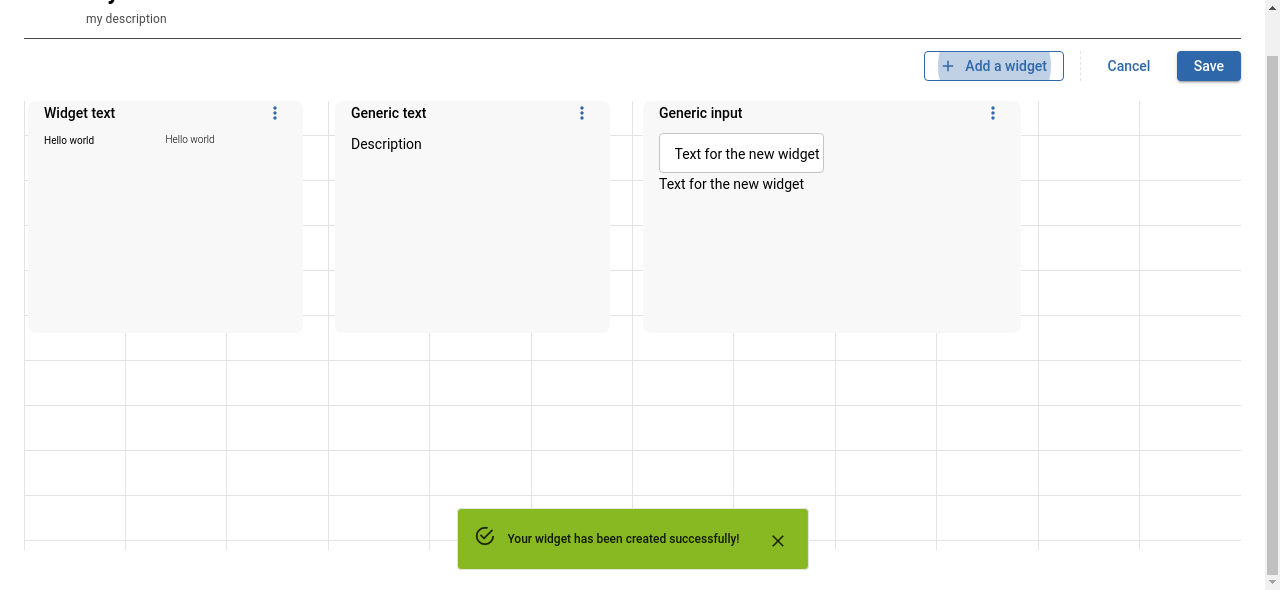 my description
Add a widget
Cancel
Save
Widget text
Generic text
Generic input
Hello world
Hello world
Description
Text for the new widget
Text for the new widget
Your widget has been created successfully!